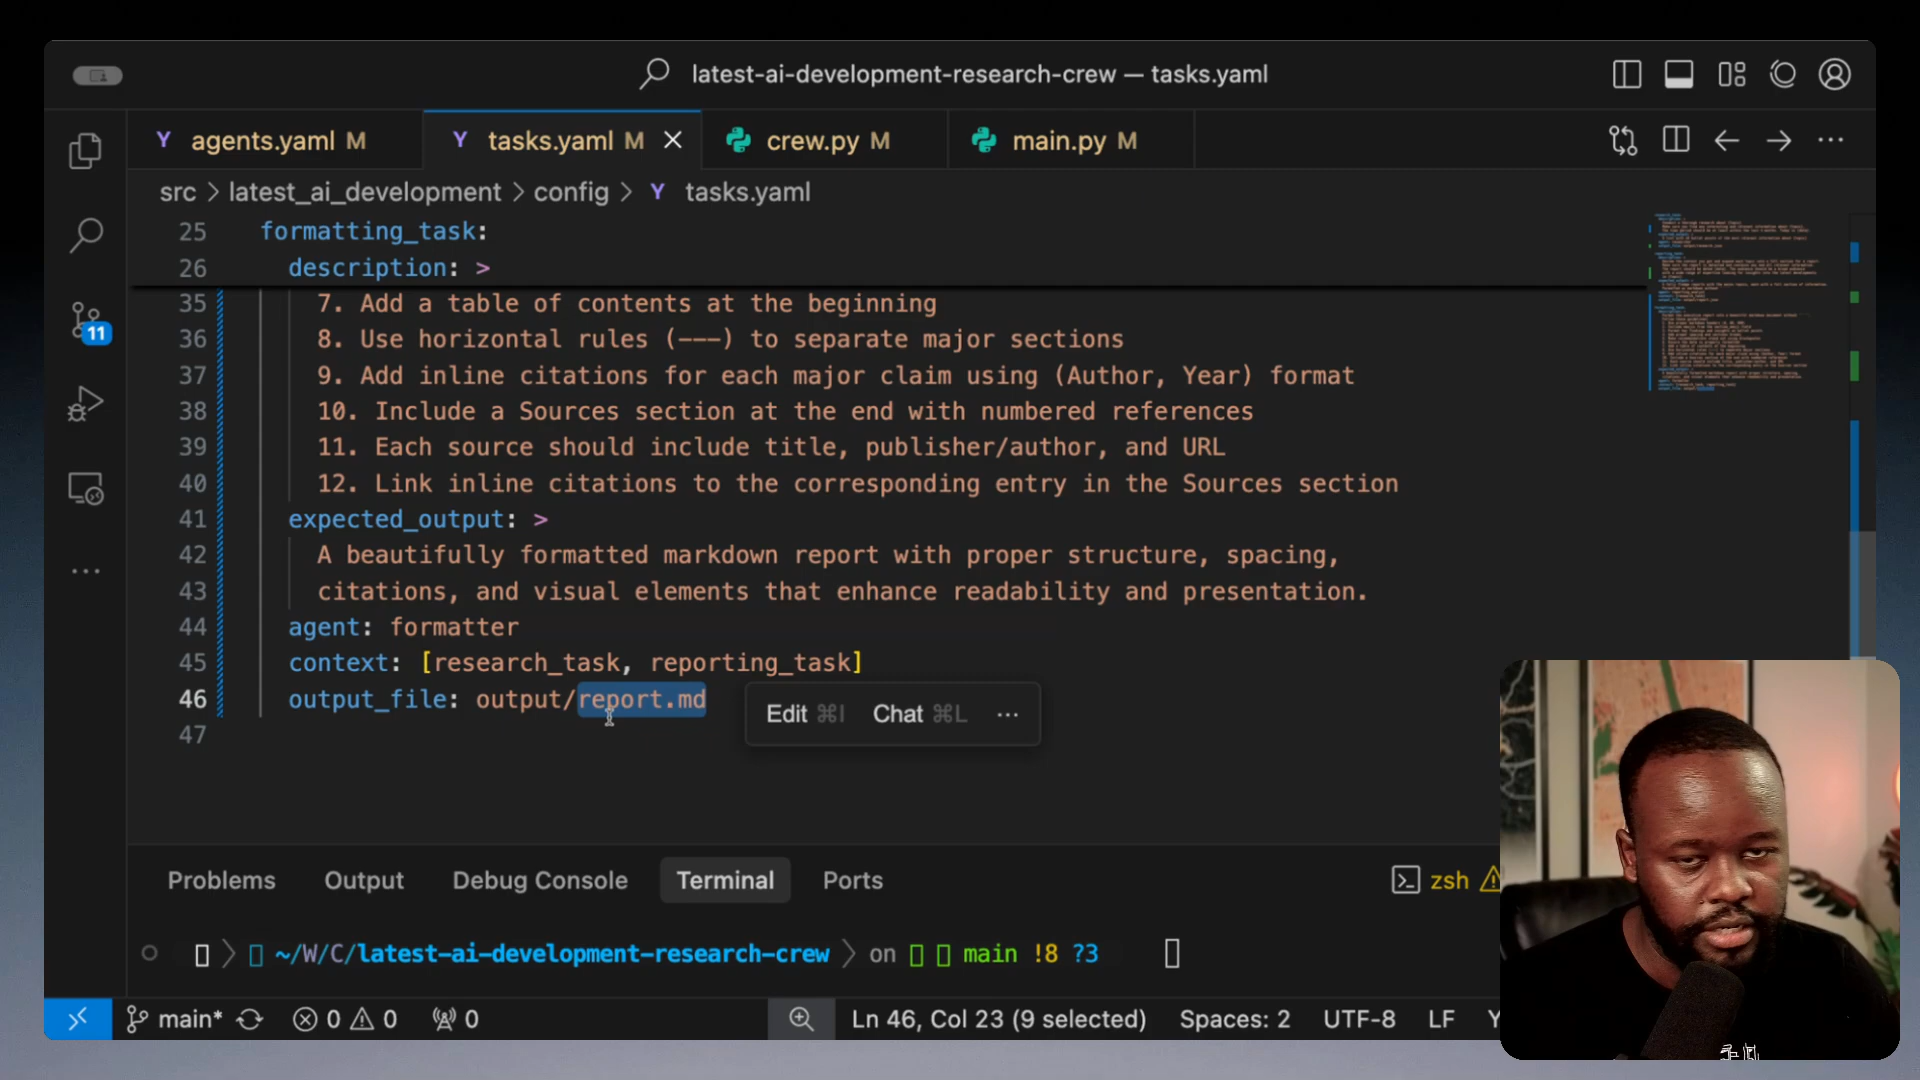 latest-ai-development-research-crew — tasks.yaml
agents.yaml M
tasks.yaml M
crew.py M
main.py M
src > latest_ai_development > config > tasks.yaml
25 formatting_task:
26 description: >
35 7. Add a table of contents at the beginning
36 8. Use horizontal rules (---) to separate major sections
37 9. Add inline citations for each major claim using (Author, Year) format
38 10. Include a Sources section at the end with numbered references
39 11. Each source should include title, publisher/author, and URL
40 12. Link inline citations to the corresponding entry in the Sources section
41 expected_output: >
42 A beautifully formatted markdown report with proper structure, spacing,
43 citations, and visual elements that enhance readability and presentation.
44 agent: formatter
45 context: [research_task, reporting_task]
46 output_file: output/report.md
47
Edit ⌘I Chat ⌘L ···
11
Problems Output Debug Console Terminal Ports
zsh
~/W/C/latest-ai-development-research-crew > on main !8 ?3
main* 0 0 0 Ln 46, Col 23 (9 selected) Spaces: 2 UTF-8 LF Y